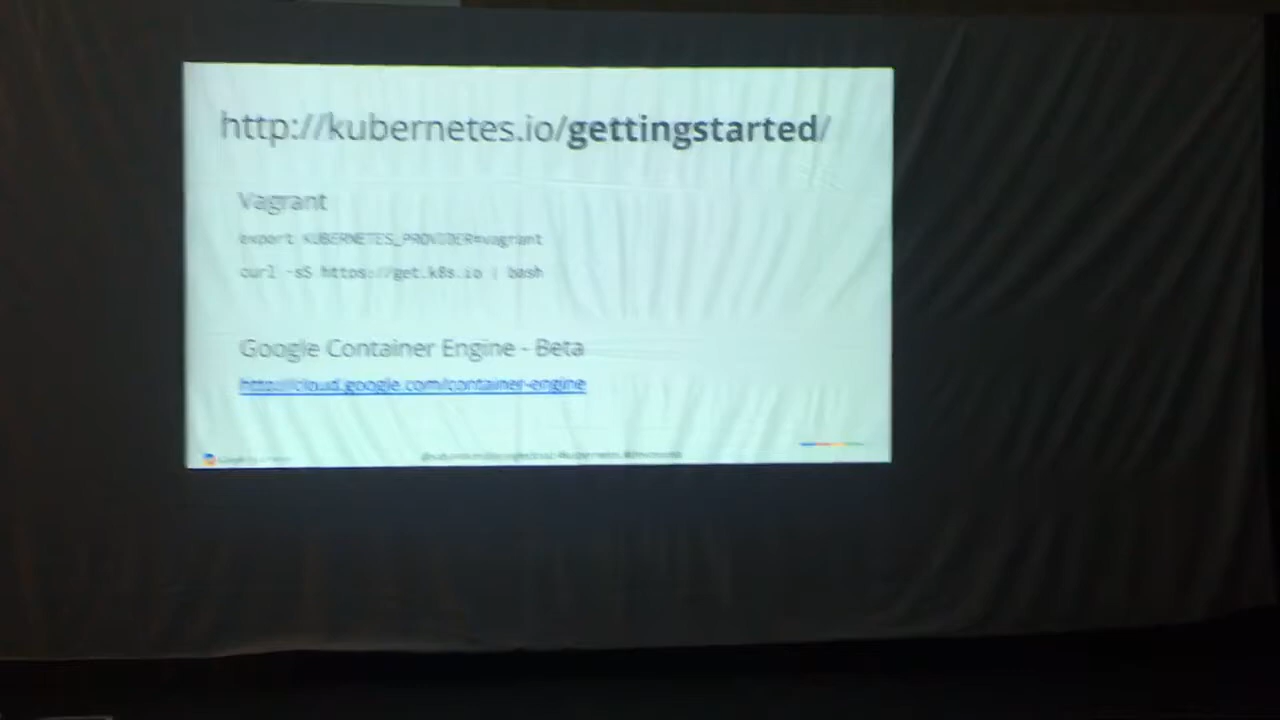 http://kubernetes.io/gettingstarted/
Vagrant
export KUBERNETES_PROVIDER=vagrant
curl -sS https://get.k8s.io | bash
Google Container Engine - Beta
http://cloud.google.com/container-engine